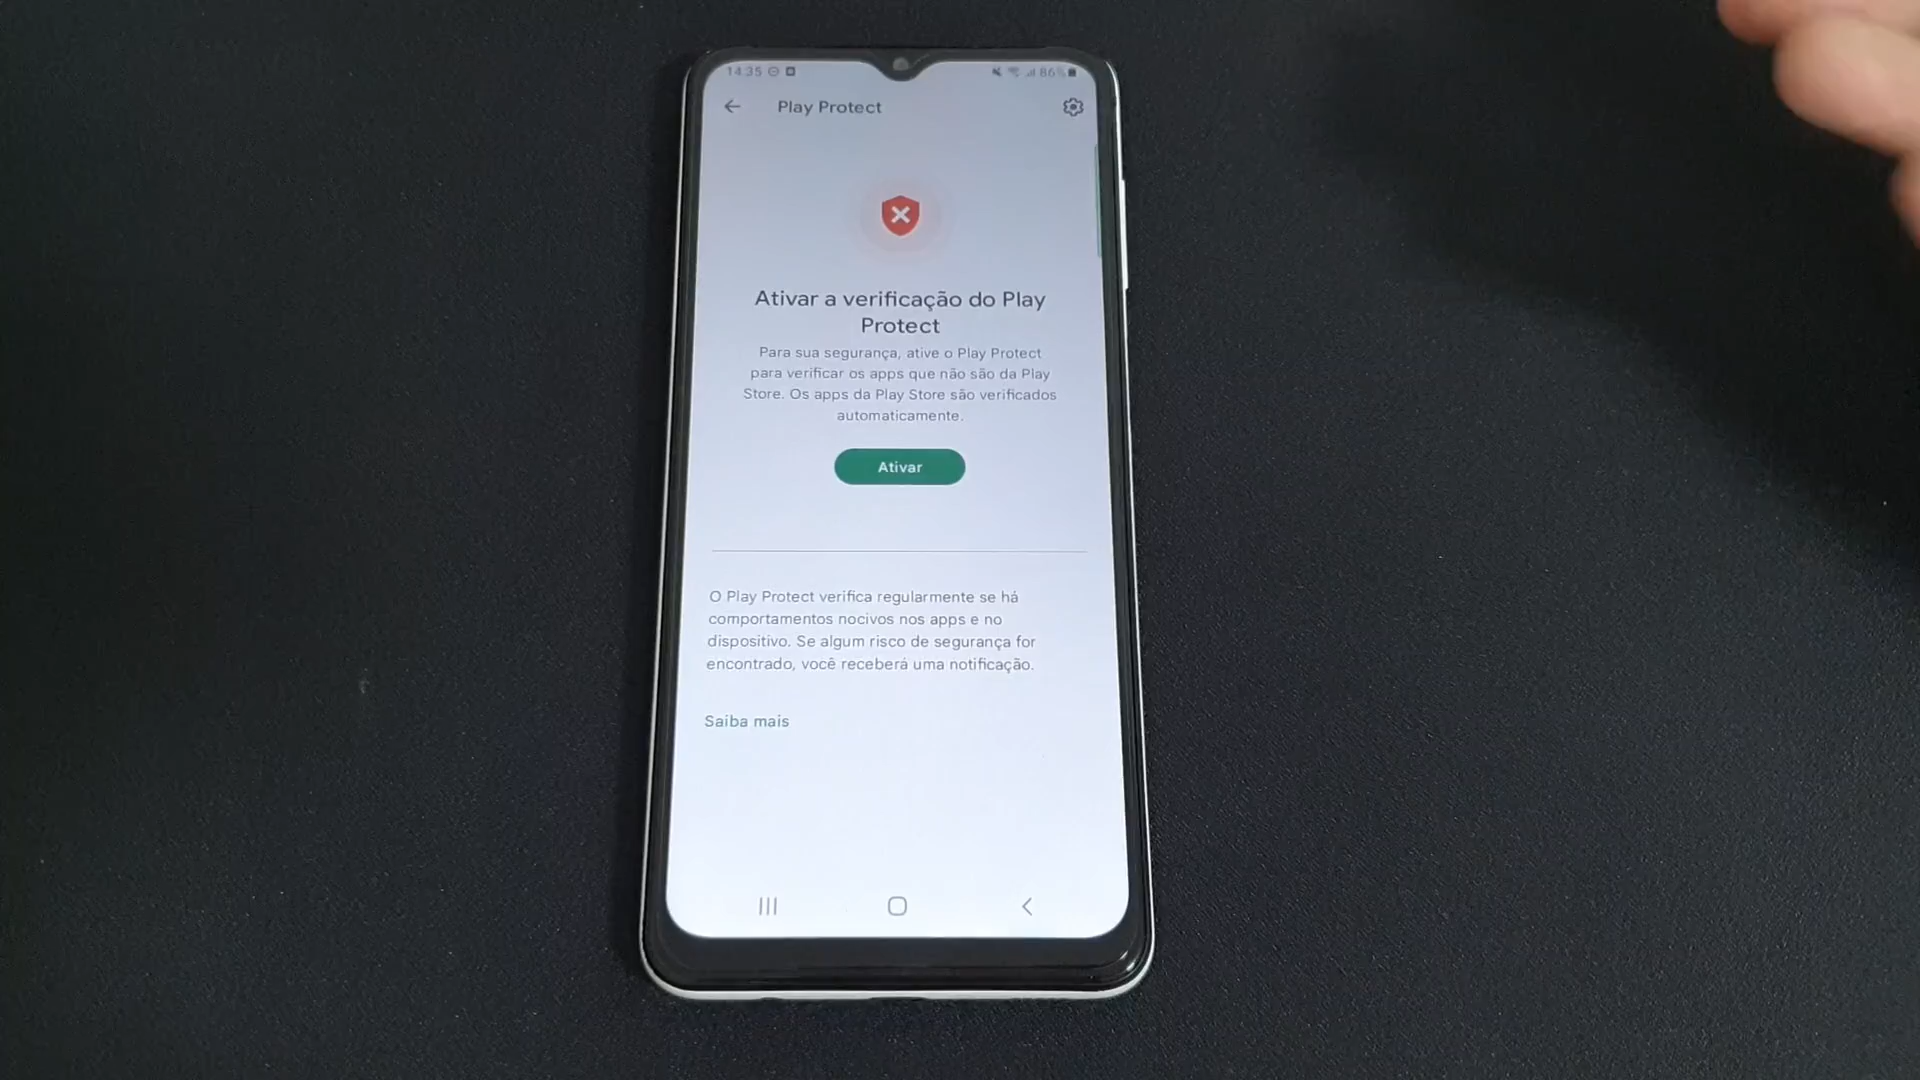 14:35
86%
Play Protect
Ativar a verificação do Play
Protect
Para sua segurança, ative o Play Protect
para verificar os apps que não são da Play
Store. Os apps da Play Store são verificados
automaticamente.
Ativar
O Play Protect verifica regularmente se há
comportamentos nocivos nos apps e no
dispositivo. Se algum risco de segurança for
encontrado, você receberá uma notificação.
Saiba mais